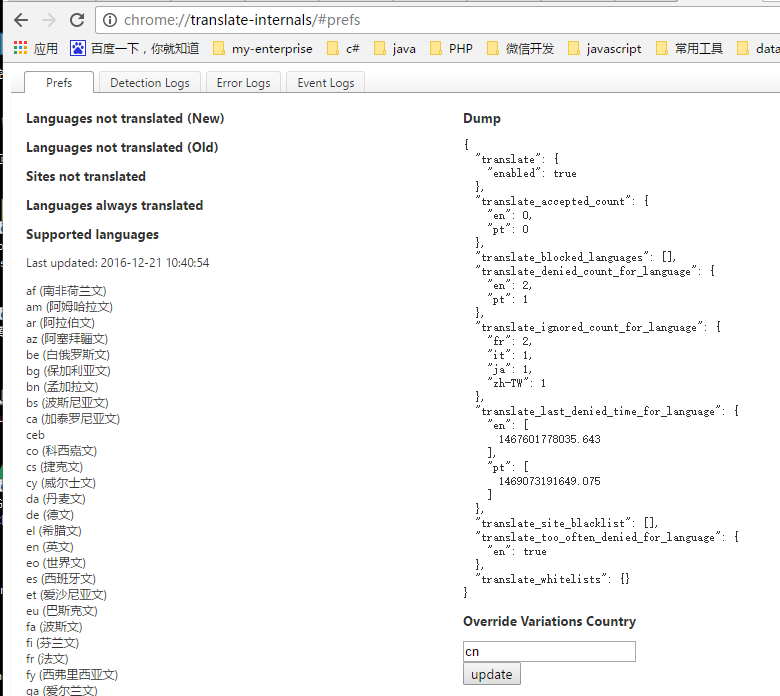 chrome://translate-internals/#prefs
应用 百度一下，你就知道 my-enterprise c# java PHP 微信开发 javascript 常用工具 data
Prefs Detection Logs Error Logs Event Logs
Languages not translated (New)
Languages not translated (Old)
Sites not translated
Languages always translated
Supported languages
Last updated: 2016-12-21 10:40:54
af (南非荷兰文)
am (阿姆哈拉文)
ar (阿拉伯文)
az (阿塞拜疆文)
be (白俄罗斯文)
bg (保加利亚文)
bn (孟加拉文)
bs (波斯尼亚文)
ca (加泰罗尼亚文)
ceb
co (科西嘉文)
cs (捷克文)
cy (威尔士文)
da (丹麦文)
de (德文)
el (希腊文)
en (英文)
eo (世界文)
es (西班牙文)
et (爱沙尼亚文)
eu (巴斯克文)
fa (波斯文)
fi (芬兰文)
fr (法文)
fy (西弗里西亚文)
ga (爱尔兰文)
Dump
{
"translate": {
"enabled": true
},
"translate_accepted_count": {
"en": 0,
"pt": 0
},
"translate_blocked_languages": [],
"translate_denied_count_for_language": {
"en": 2,
"pt": 1
},
"translate_ignored_count_for_language": {
"fr": 2,
"it": 1,
"ja": 1,
"zh-TW": 1
},
"translate_last_denied_time_for_language": {
"en": [
1467601778035.643
],
"pt": [
1469073191649.075
]
},
"translate_site_blacklist": [],
"translate_too_often_denied_for_language": {
"en": true
},
"translate_whitelists": {}
}
Override Variations Country
cn
update